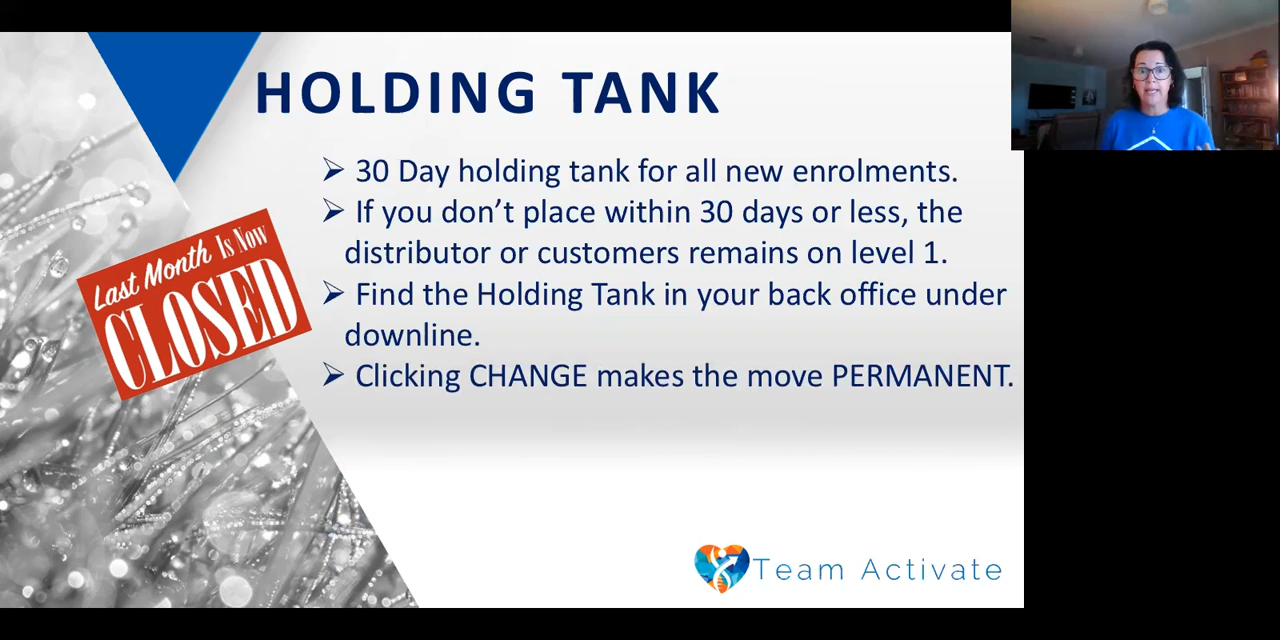 HOLDING TANK
➢ 30 Day holding tank for all new enrolments.
➢ If you don’t place within 30 days or less, the
distributor or customers remains on level 1.
➢ Find the Holding Tank in your back office under
downline.
➢ Clicking CHANGE makes the move PERMANENT.
Last Month Is Now
CLOSED
Team Activate